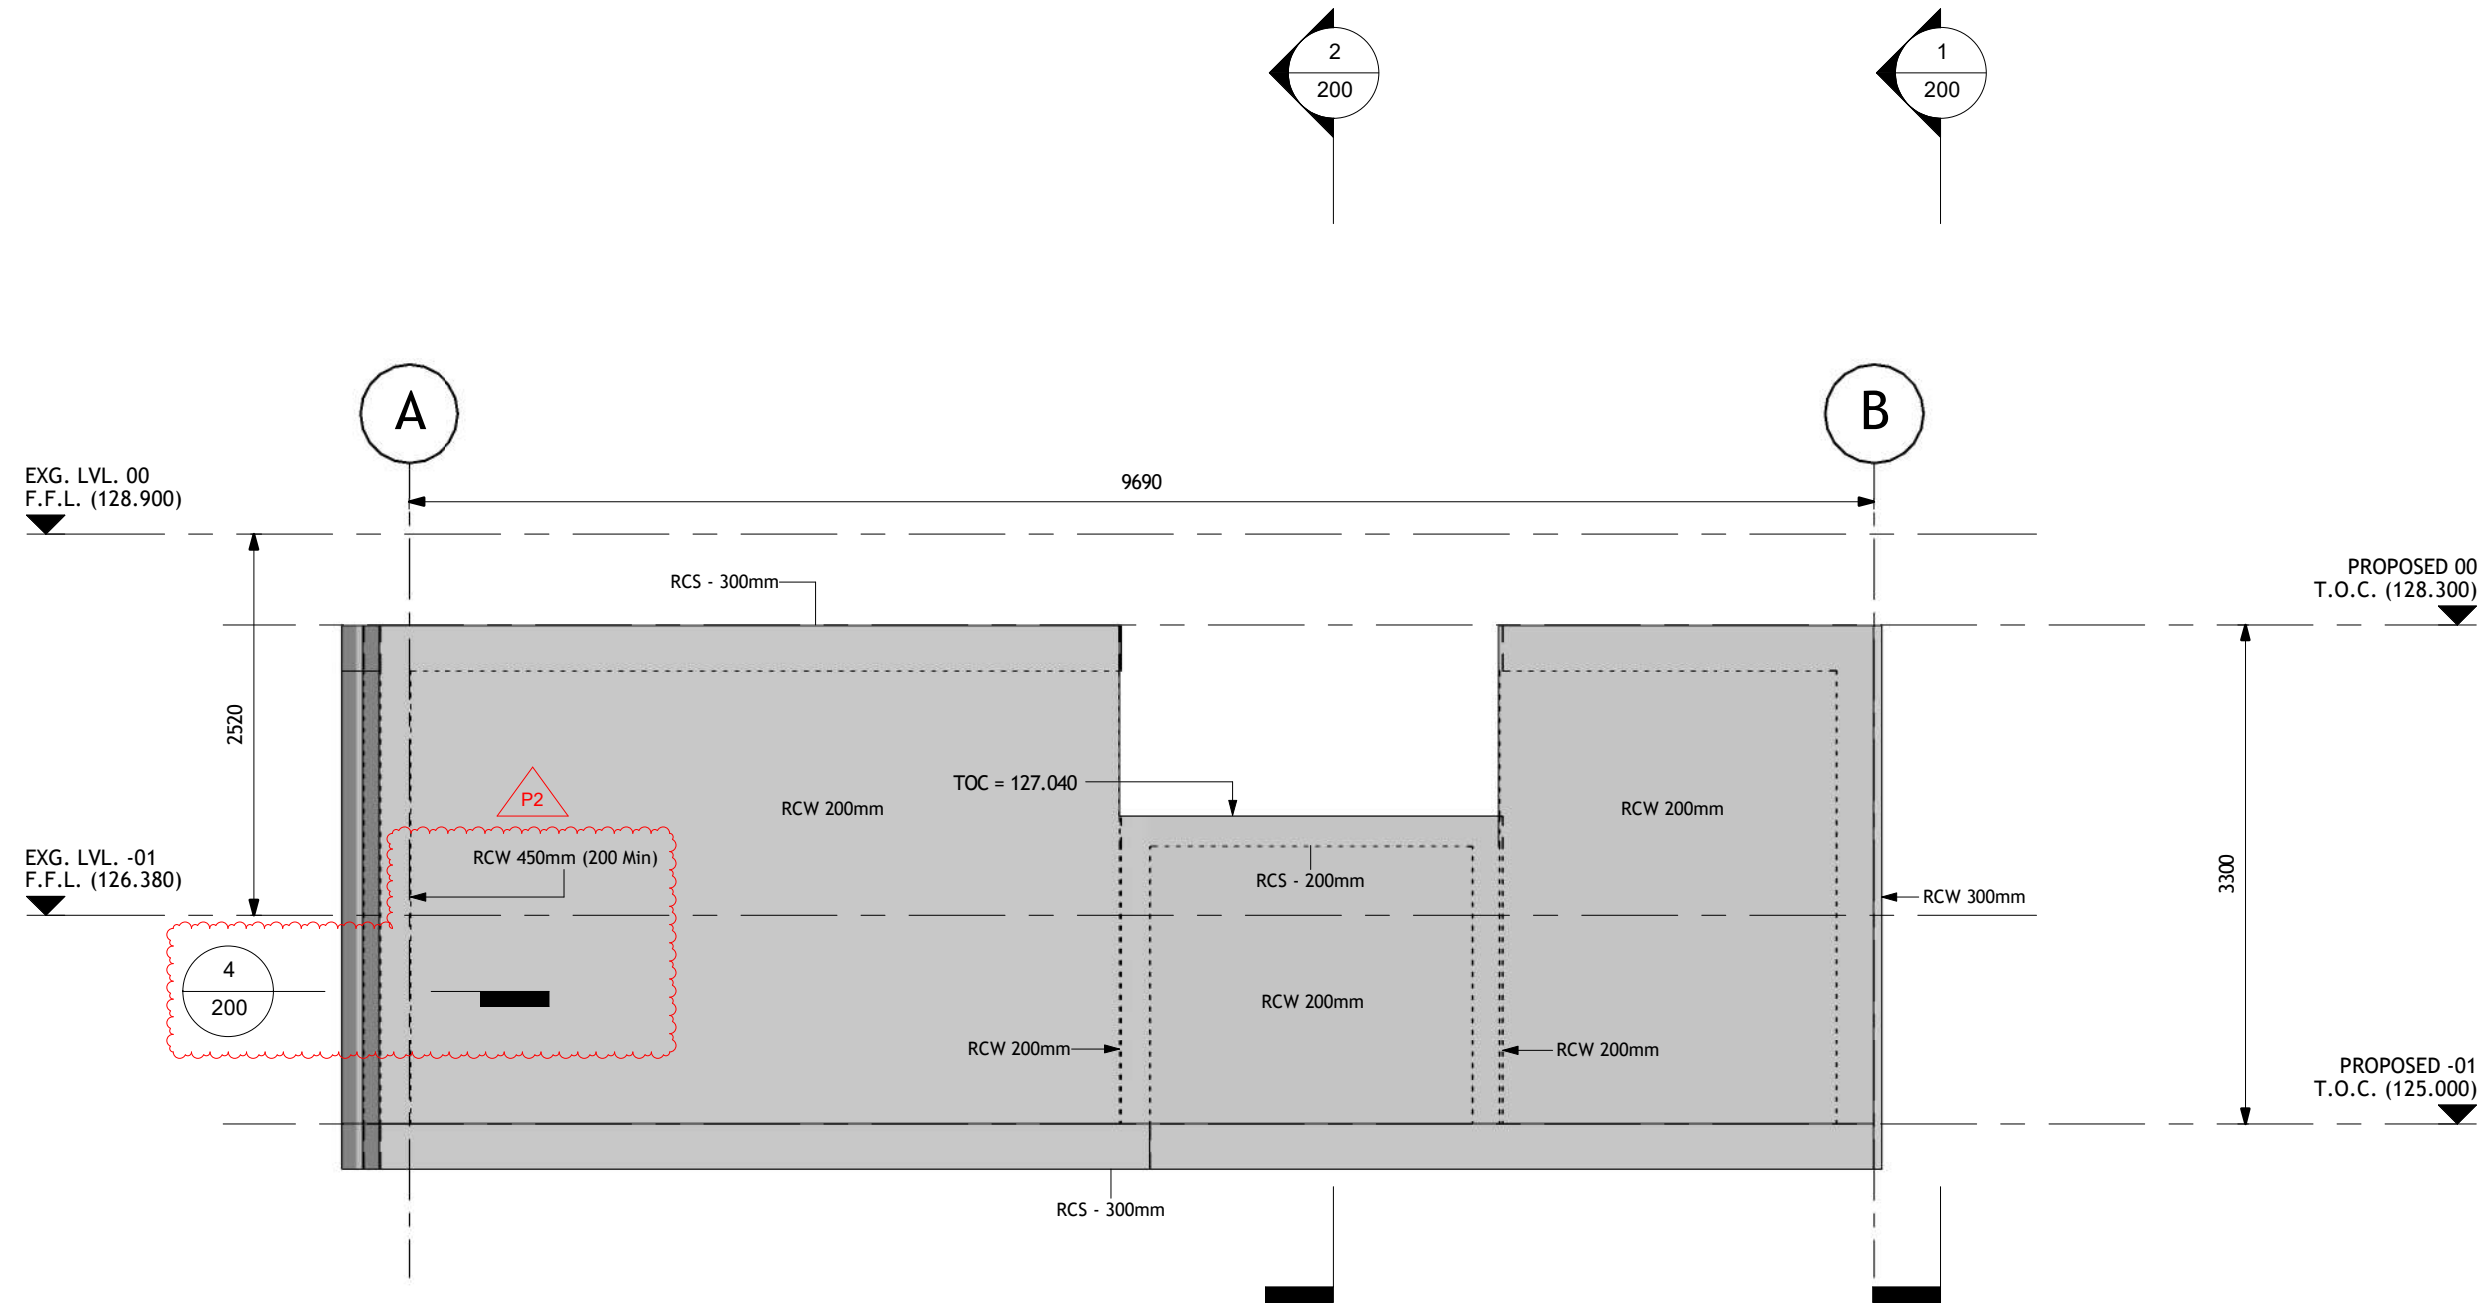 2
200
1
200
A
B
EXG. LVL. 00
F.F.L. (128.900)
9690
RCS - 300mm
PROPOSED 00
T.O.C. (128.300)
2520
P2
TOC = 127.040
RCW 200mm
RCW 200mm
EXG. LVL. -01
F.F.L. (126.380)
RCW 450mm (200 Min)
RCS - 200mm
3300
RCW 300mm
4
200
RCW 200mm
RCW 200mm
RCW 200mm
PROPOSED -01
T.O.C. (125.000)
RCS - 300mm